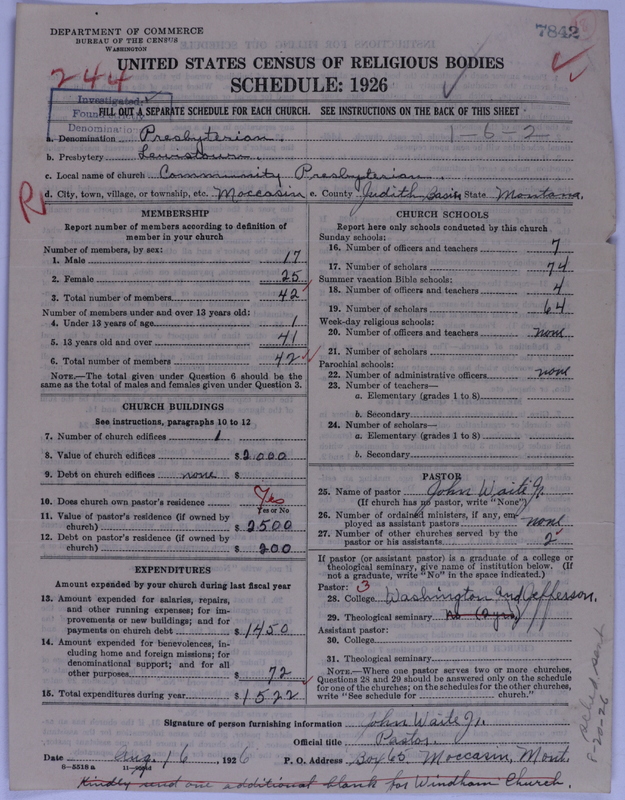 DEPARTMENT OF COMMERCE
BUREAU OF THE CENSUS
WASHINGTON
7842
UNITED STATES CENSUS OF RELIGIOUS BODIES
SCHEDULE: 1926
244
Investigated
FILL OUT A SEPARATE SCHEDULE FOR EACH CHURCH. SEE INSTRUCTIONS ON THE BACK OF THIS SHEET
Denomination
1-6-2
a. Denomination Presbyterian
b. Presbytery Lewistown.
c. Local name of church Community Presbyterian
d. City, town, village, or township, etc. Moccasin e. County Judith Basin State Montana.
R
MEMBERSHIP
Report number of members according to definition of
member in your church
Number of members, by sex:
1. Male 17
2. Female 25
3. Total number of members 42
Number of members under and over 13 years old:
4. Under 13 years of age 1
5. 13 years old and over 41
6. Total number of members 42
NOTE.—The total given under Question 6 should be the
same as the total of males and females given under Question 3.
CHURCH BUILDINGS
See instructions, paragraphs 10 to 12
7. Number of church edifices 1
8. Value of church edifices $2000
9. Debt on church edifices none $
10. Does church own pastor's residence Yes
Yes or No
11. Value of pastor's residence (if owned by
church) $ 2500
12. Debt on pastor's residence (if owned by
church) $ 200
EXPENDITURES
Amount expended by your church during last fiscal year
13. Amount expended for salaries, repairs,
and other running expenses; for im-
provements or new buildings; and for
payments on church debt $1450
14. Amount expended for benevolences, in-
cluding home and foreign missions; for
denominational support; and for all
other purposes $ 72
15. Total expenditures during year $1522
CHURCH SCHOOLS
Report here only schools conducted by this church
Sunday schools:
16. Number of officers and teachers 7
17. Number of scholars 74
Summer vacation Bible schools:
18. Number of officers and teachers 4
19. Number of scholars 64
Week-day religious schools:
20. Number of officers and teachers none
21. Number of scholars
Parochial schools:
22. Number of administrative officers none
23. Number of teachers—
a. Elementary (grades 1 to 8)
b. Secondary
24. Number of scholars—
a. Elementary (grades 1 to 8)
b. Secondary
PASTOR
25. Name of pastor John Waite Jr.
(If church has no pastor, write "None")
26. Number of ordained ministers, if any, em-
ployed as assistant pastors none
27. Number of other churches served by the
pastor or his assistants 2
If pastor (or assistant pastor) is a graduate of a college or
theological seminary, give name of institution below. (If
not a graduate, write "No" in the space indicated.)
Pastor: 3
28. College Washington and Jefferson.
29. Theological seminary no (2 yrs)
Assistant pastor:
30. College
31. Theological seminary
NOTE.—Where one pastor serves two or more churches,
Questions 28 and 29 should be answered only on the schedule
for one of the churches; on the schedules for the other churches,
write "See schedule for ........ church."
Signature of person furnishing information John Waite Jr.
Official title Pastor.
Date Aug. 16 1926 P. O. Address Box 65, Moccasin, Mont.
6—5518a
Kindly send one additional blank for Windham Church.
sent
8-20-26